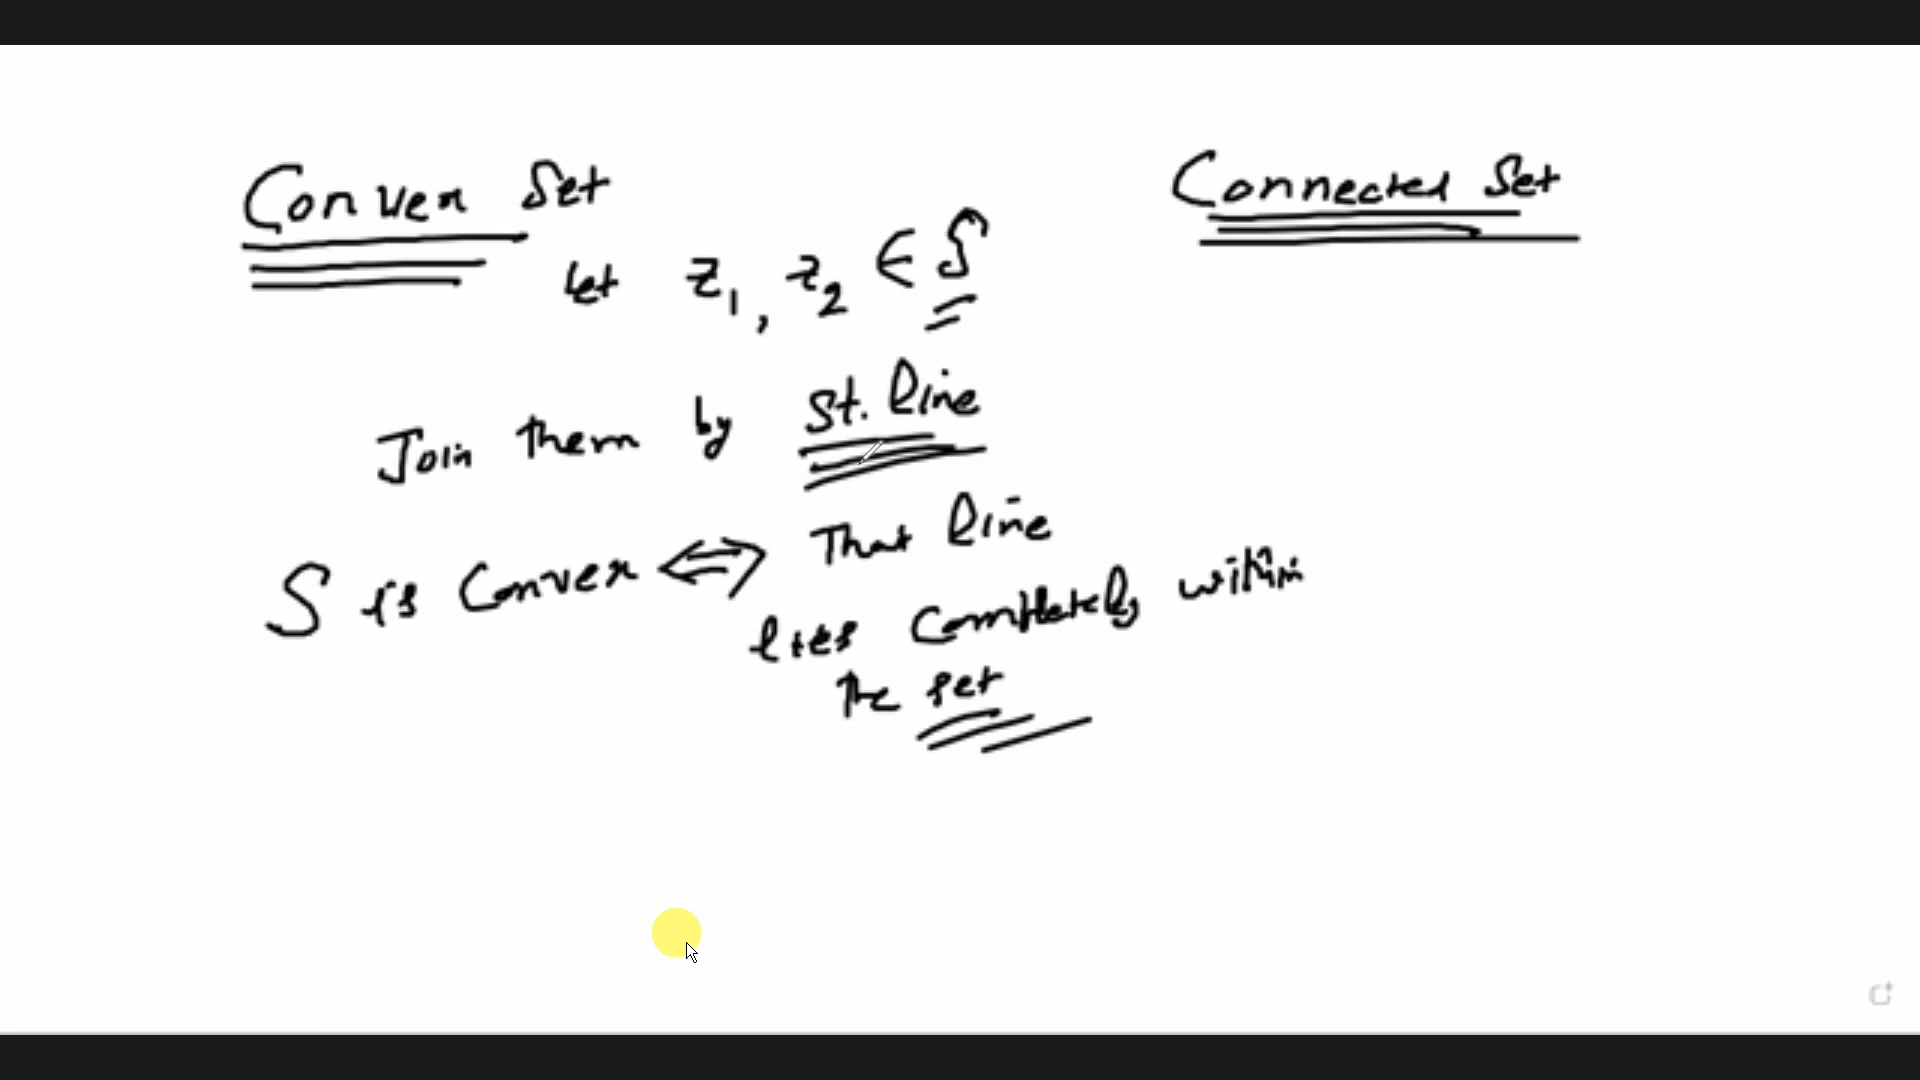 Convex Set
let z1, z2 ∈ S
Join them by St. line
S is Convex ⇔ That line
lies completely within
the set
Connected Set